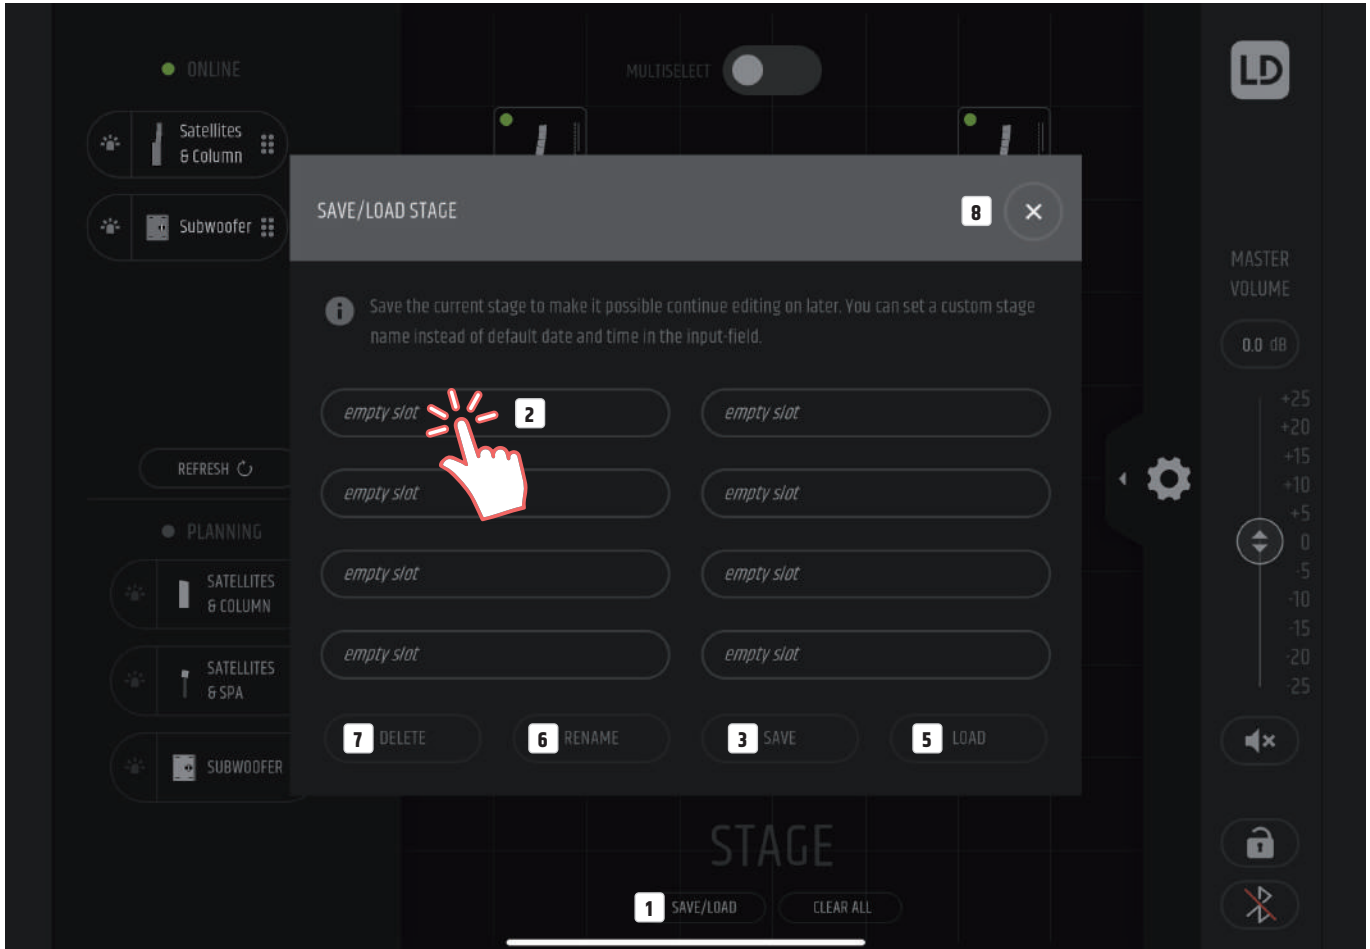 ONLINE
MULTISELECT
LD
Satellites
& Column
Subwoofer
SAVE/LOAD STAGE
8
MASTER
VOLUME
0.0 dB
Save the current stage to make it possible continue editing on later. You can set a custom stage
name instead of default date and time in the input-field.
empty slot
2
empty slot
empty slot
empty slot
empty slot
empty slot
empty slot
empty slot
+25
+20
+15
+10
+5
0
-5
-10
-15
-20
-25
REFRESH
PLANNING
SATELLITES
& COLUMN
SATELLITES
& SPA
SUBWOOFER
7 DELETE
6 RENAME
3 SAVE
5 LOAD
STAGE
1 SAVE/LOAD
CLEAR ALL